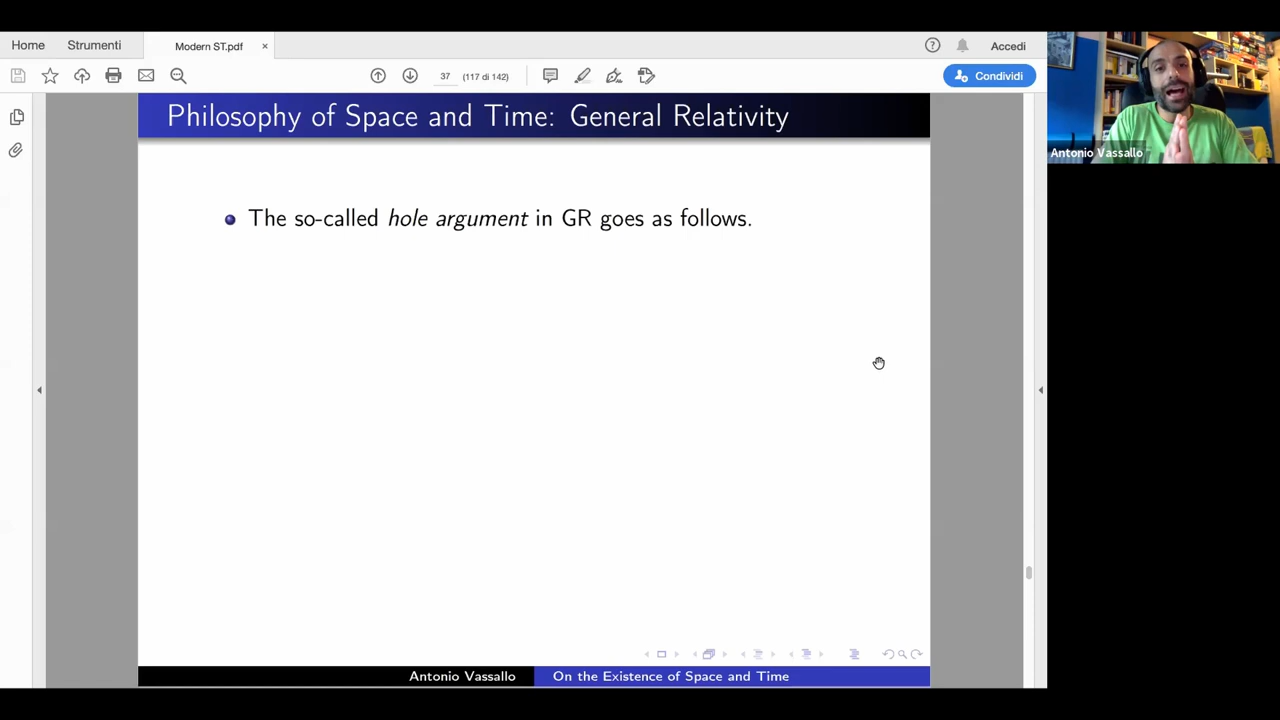 Home
Strumenti
Modern ST.pdf
×
Accedi
37
(117 di 142)
Condividi
Philosophy of Space and Time: General Relativity
The so-called hole argument in GR goes as follows.
Antonio Vassallo
On the Existence of Space and Time
Antonio Vassallo